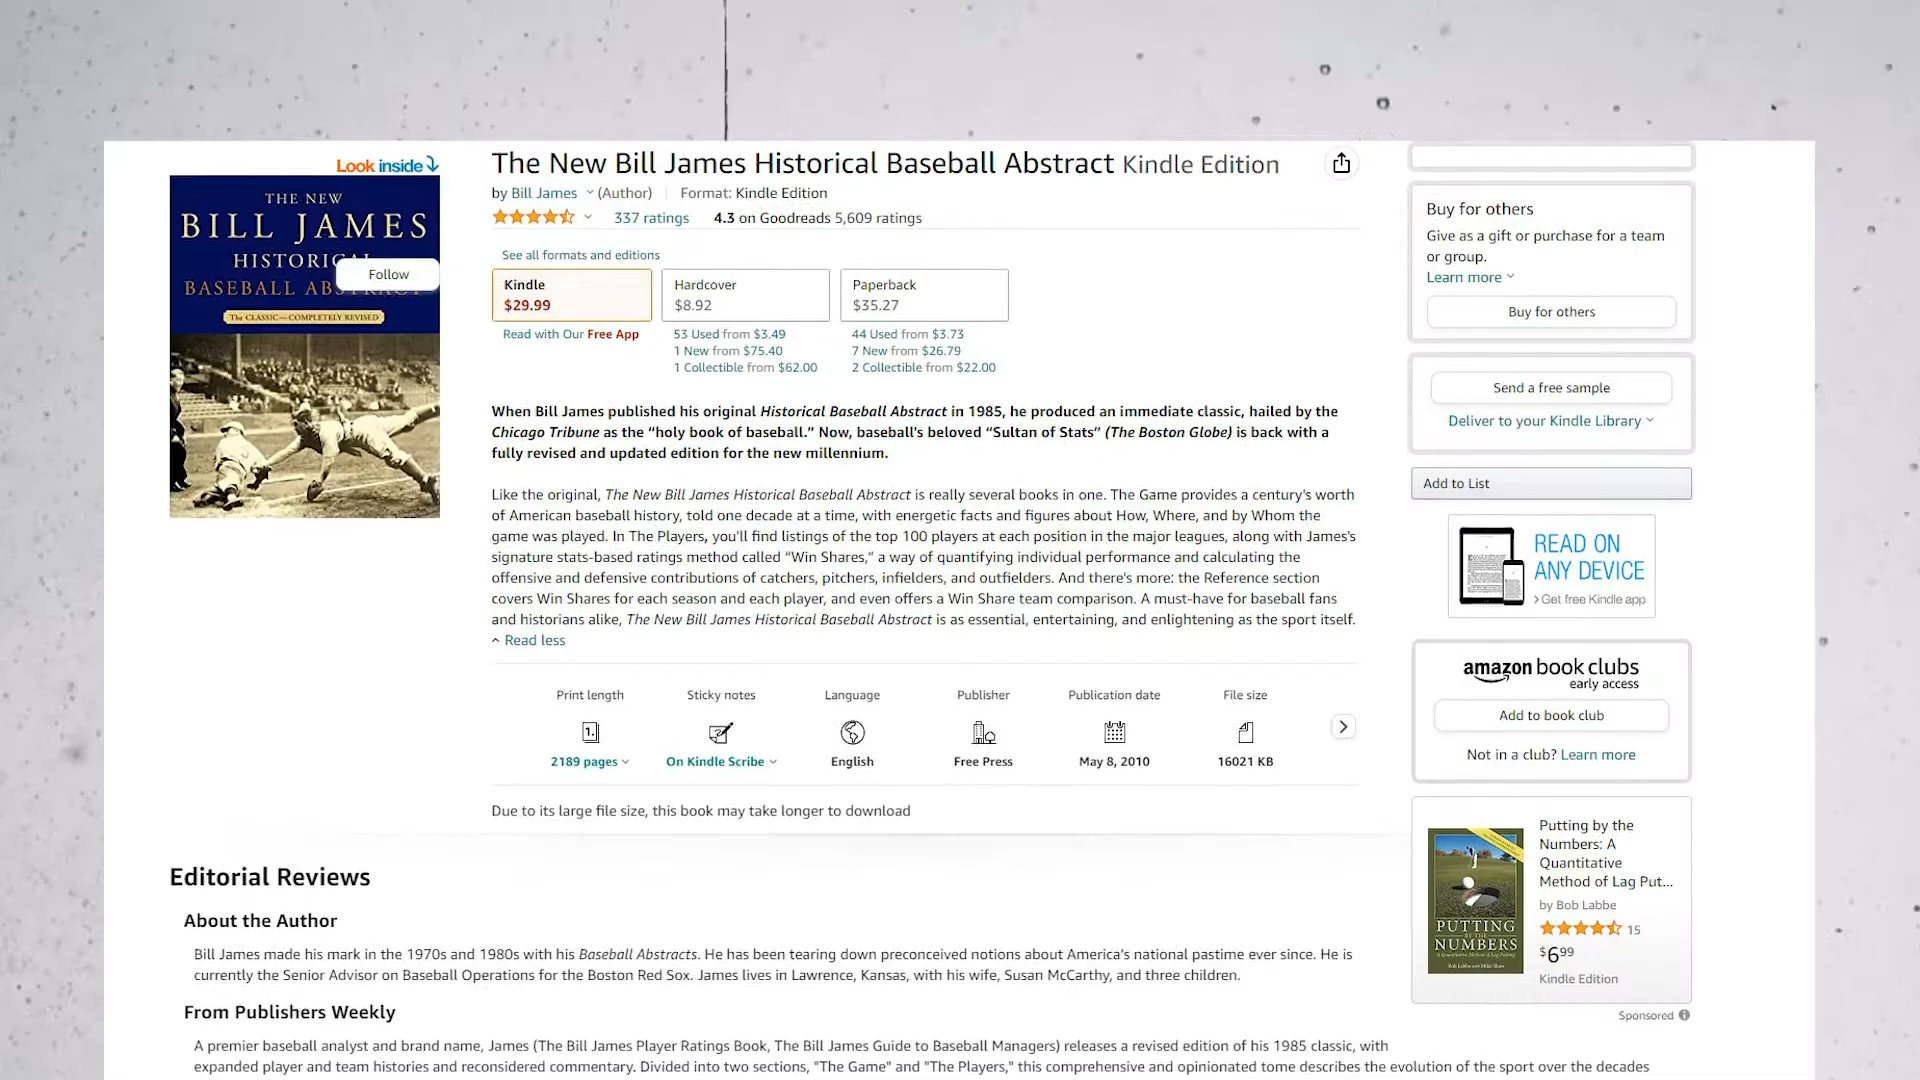 Look inside
THE NEW
BILL JAMES
HISTORICAL
BASEBALL ABSTRACT
The CLASSIC—COMPLETELY REVISED
Follow
The New Bill James Historical Baseball Abstract Kindle Edition
by Bill James (Author) Format: Kindle Edition
337 ratings 4.3 on Goodreads 5,609 ratings
See all formats and editions
Kindle
$29.99
Read with Our Free App
Hardcover
$8.92
53 Used from $3.49
1 New from $75.40
1 Collectible from $62.00
Paperback
$35.27
44 Used from $3.73
7 New from $26.79
2 Collectible from $22.00
When Bill James published his original Historical Baseball Abstract in 1985, he produced an immediate classic, hailed by the
Chicago Tribune as the “holy book of baseball.” Now, baseball's beloved “Sultan of Stats” (The Boston Globe) is back with a
fully revised and updated edition for the new millennium.
Like the original, The New Bill James Historical Baseball Abstract is really several books in one. The Game provides a century's worth
of American baseball history, told one decade at a time, with energetic facts and figures about How, Where, and by Whom the
game was played. In The Players, you'll find listings of the top 100 players at each position in the major leagues, along with James's
signature stats-based ratings method called “Win Shares,” a way of quantifying individual performance and calculating the
offensive and defensive contributions of catchers, pitchers, infielders, and outfielders. And there's more: the Reference section
covers Win Shares for each season and each player, and even offers a Win Share team comparison. A must-have for baseball fans
and historians alike, The New Bill James Historical Baseball Abstract is as essential, entertaining, and enlightening as the sport itself.
Read less
Print length
1.
2189 pages
Sticky notes
On Kindle Scribe
Language
English
Publisher
Free Press
Publication date
May 8, 2010
File size
16021 KB
Due to its large file size, this book may take longer to download
Editorial Reviews
About the Author
Bill James made his mark in the 1970s and 1980s with his Baseball Abstracts. He has been tearing down preconceived notions about America's national pastime ever since. He is
currently the Senior Advisor on Baseball Operations for the Boston Red Sox. James lives in Lawrence, Kansas, with his wife, Susan McCarthy, and three children.
From Publishers Weekly
A premier baseball analyst and brand name, James (The Bill James Player Ratings Book, The Bill James Guide to Baseball Managers) releases a revised edition of his 1985 classic, with
expanded player and team histories and reconsidered commentary. Divided into two sections, "The Game" and "The Players," this comprehensive and opinionated tome describes the evolution of the sport over the decades
Buy for others
Give as a gift or purchase for a team
or group.
Learn more
Buy for others
Send a free sample
Deliver to your Kindle Library
Add to List
READ ON
ANY DEVICE
>Get free Kindle app
amazon book clubs
early access
Add to book club
Not in a club? Learn more
PUTTING
BY THE
NUMBERS
Putting by the
Numbers: A
Quantitative
Method of Lag Put...
by Bob Labbe
15
$6 99
Kindle Edition
Sponsored